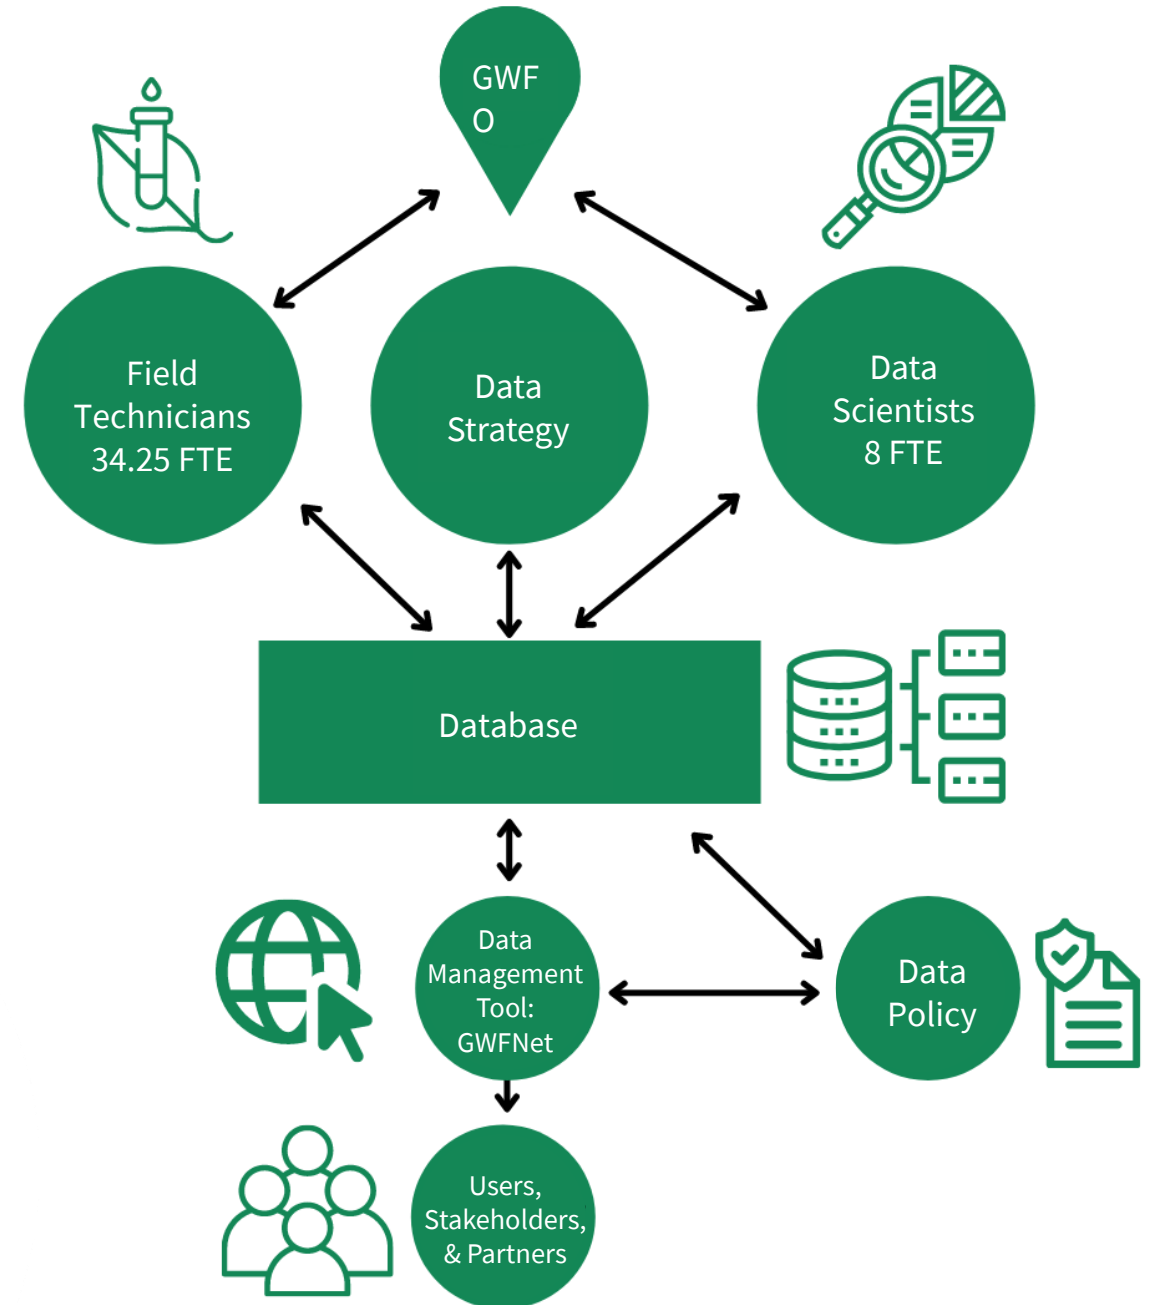 GWF
O
Field
Technicians
34.25 FTE
Data
Strategy
Data
Scientists
8 FTE
Database
Data
Management
Tool:
GWFNet
Data
Policy
Users,
Stakeholders,
& Partners